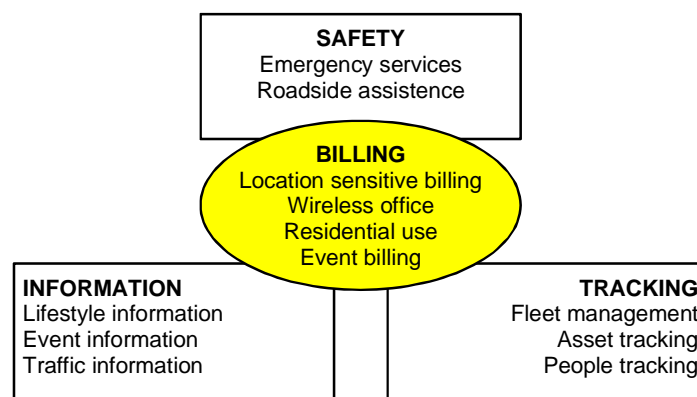 SAFETY
Emergency services
Roadside assistence
BILLING
Location sensitive billing
Wireless office
Residential use
Event billing
INFORMATION
Lifestyle information
Event information
Traffic information
TRACKING
Fleet management
Asset tracking
People tracking